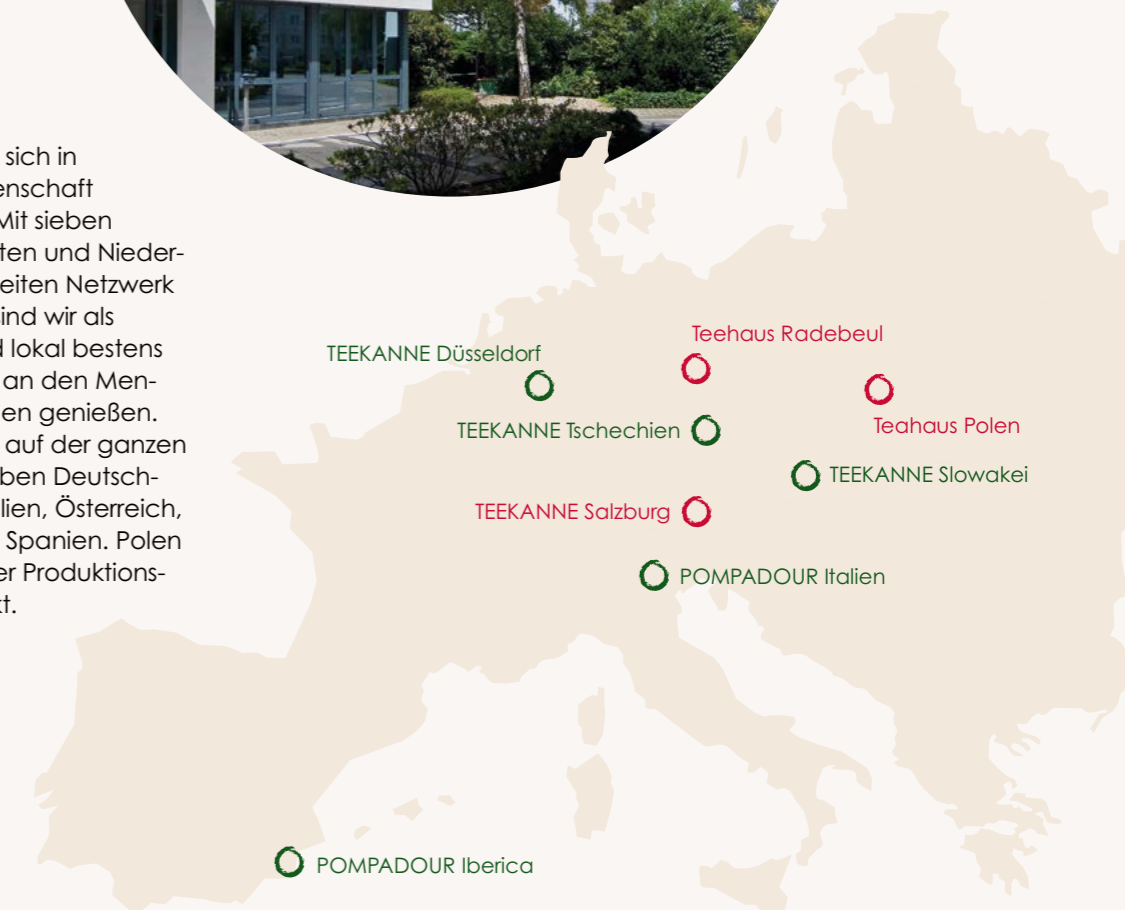 sich in
enschaft
Mit sieben
ten und Nieder-
eiten Netzwerk
ind wir als
d lokal bestens
an den Men-
en genießen.
auf der ganzen
ben Deutsch-
lien, Österreich,
Spanien. Polen
er Produktions-
kt.
Teehaus Radebeul
TEEKANNE Düsseldorf
Teahaus Polen
TEEKANNE Tschechien
TEEKANNE Slowakei
TEEKANNE Salzburg
POMPADOUR Italien
POMPADOUR Iberica